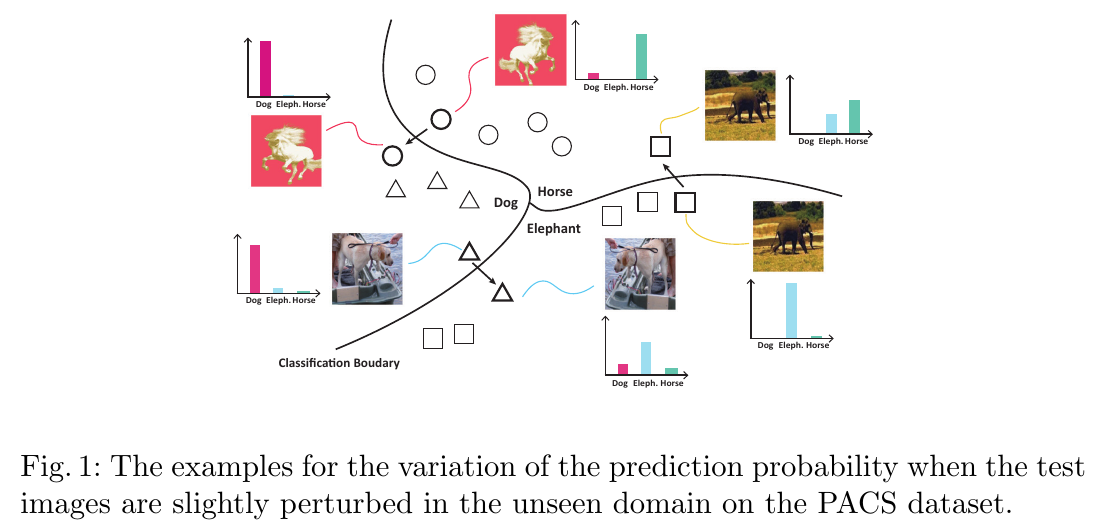 Dog Eleph. Horse
Dog Eleph. Horse
Dog Eleph. Horse
Horse
Dog
Elephant
Dog Eleph. Horse
Dog Eleph. Horse
Classification Boudary
Dog Eleph. Horse
Fig. 1: The examples for the variation of the prediction probability when the test
images are slightly perturbed in the unseen domain on the PACS dataset.